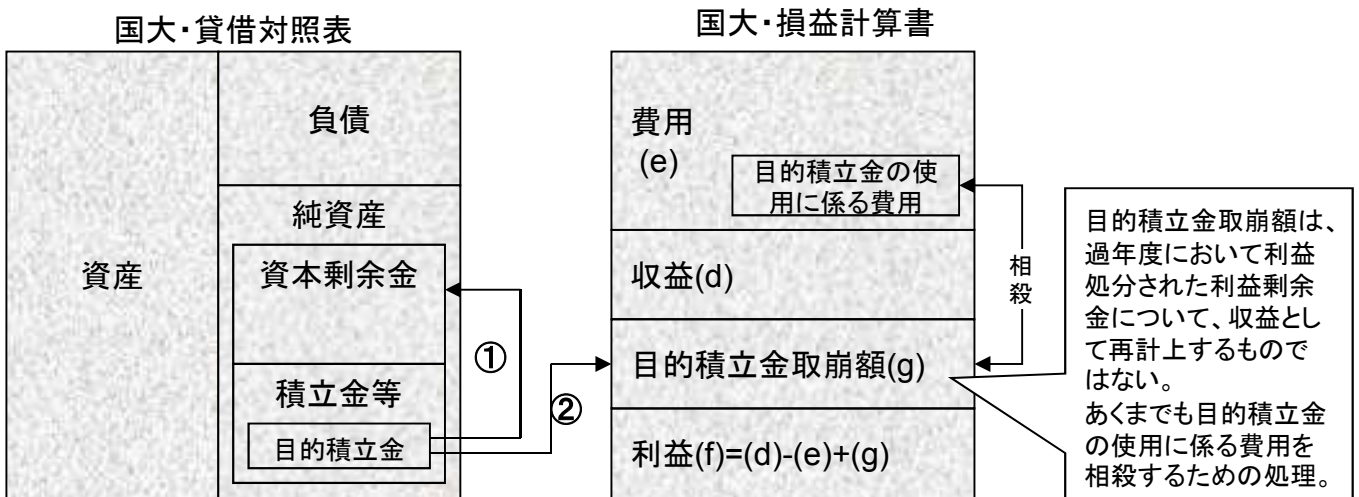 国大・貸借対照表
資産
負債
純資産
資本剰余金
積立金等
目的積立金
①
②
国大・損益計算書
費用
(e)
目的積立金の使
用に係る費用
収益(d)
目的積立金取崩額(g)
利益(f)=(d)-(e)+(g)
相
殺
目的積立金取崩額は、
過年度において利益
処分された利益剰余
金について、収益とし
て再計上するもので
はない。
あくまでも目的積立金
の使用に係る費用を
相殺するための処理。